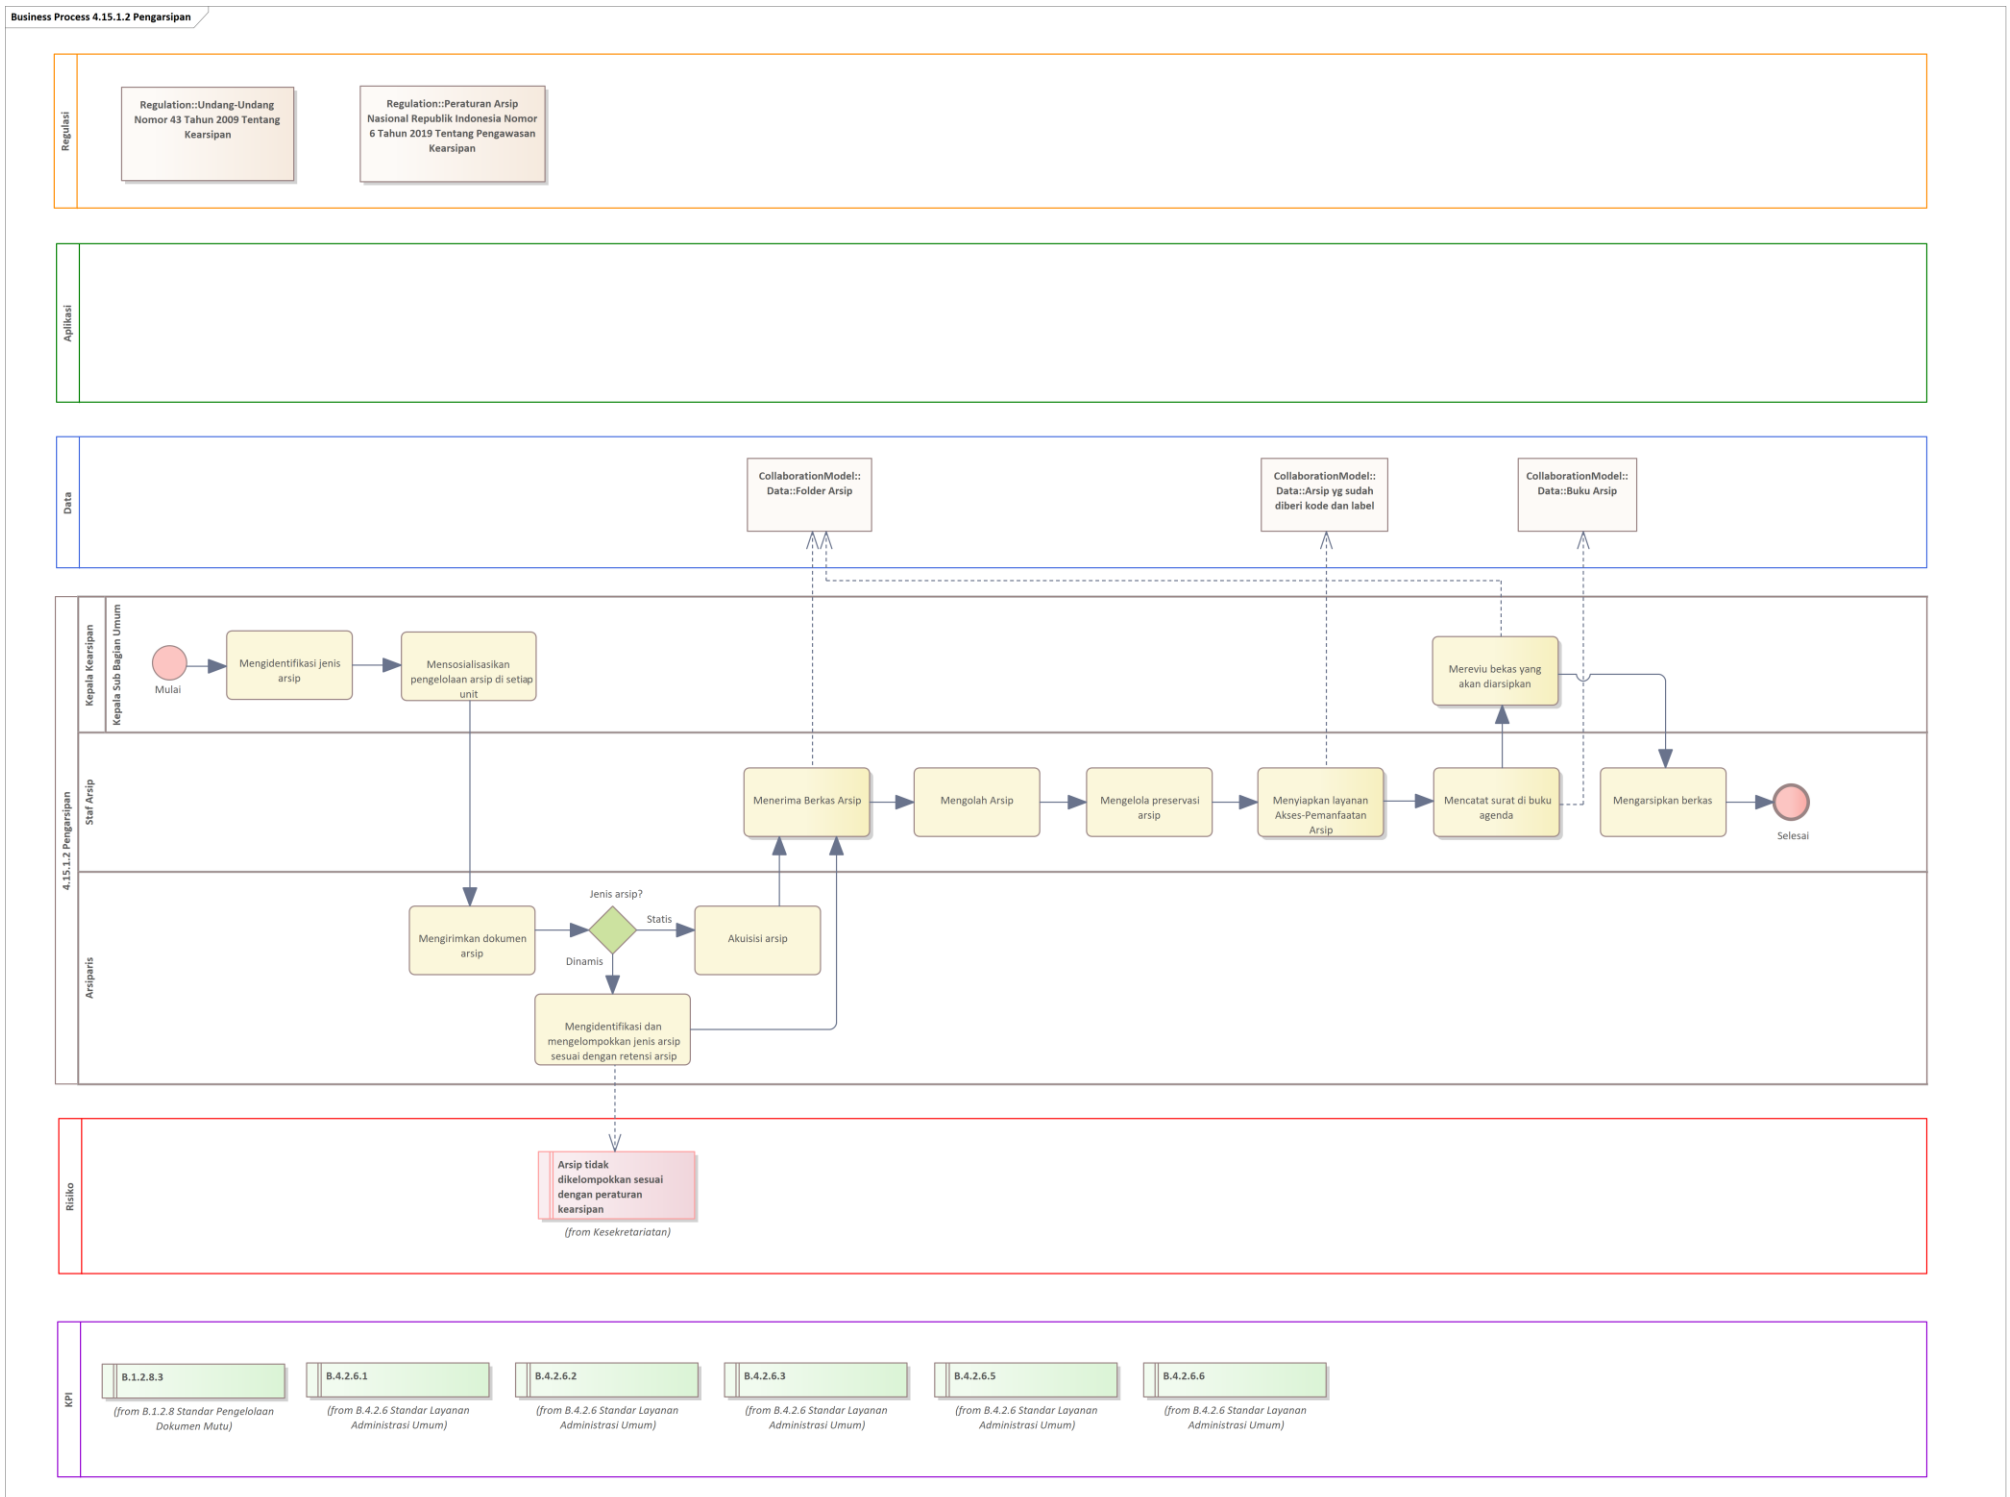 Business Process 4.15.1.2 Pengarsipan
Regulasi
Regulation::Undang-Undang
Nomor 43 Tahun 2009 Tentang
Kearsipan
Regulation::Peraturan Arsip
Nasional Republik Indonesia Nomor
6 Tahun 2019 Tentang Pengawasan
Kearsipan
Aplikasi
Data
CollaborationModel::
Data::Folder Arsip
CollaborationModel::
Data::Arsip yg sudah
diberi kode dan label
CollaborationModel::
Data::Buku Arsip
4.15.1.2 Pengarsipan
Kepala Kearsipan
Kepala Sub Bagian Umum
Mulai
Mengidentifikasi jenis
arsip
Mensosialisasikan
pengelolaan arsip di setiap
unit
Mereviu bekas yang
akan diarsipkan
Staf Arsip
Menerima Berkas Arsip
Mengolah Arsip
Mengelola preservasi
arsip
Menyiapkan layanan
Akses-Pemanfaatan
Arsip
Mencatat surat di buku
agenda
Mengarsipkan berkas
Selesai
Arsiparis
Mengirimkan dokumen
arsip
Jenis arsip?
Statis
Dinamis
Akuisisi arsip
Mengidentifikasi dan
mengelompokkan jenis arsip
sesuai dengan retensi arsip
Risiko
Arsip tidak
dikelompokkan sesuai
dengan peraturan
kearsipan
(from Kesekretariatan)
KPI
B.1.2.8.3
(from B.1.2.8 Standar Pengelolaan
Dokumen Mutu)
B.4.2.6.1
(from B.4.2.6 Standar Layanan
Administrasi Umum)
B.4.2.6.2
(from B.4.2.6 Standar Layanan
Administrasi Umum)
B.4.2.6.3
(from B.4.2.6 Standar Layanan
Administrasi Umum)
B.4.2.6.5
(from B.4.2.6 Standar Layanan
Administrasi Umum)
B.4.2.6.6
(from B.4.2.6 Standar Layanan
Administrasi Umum)